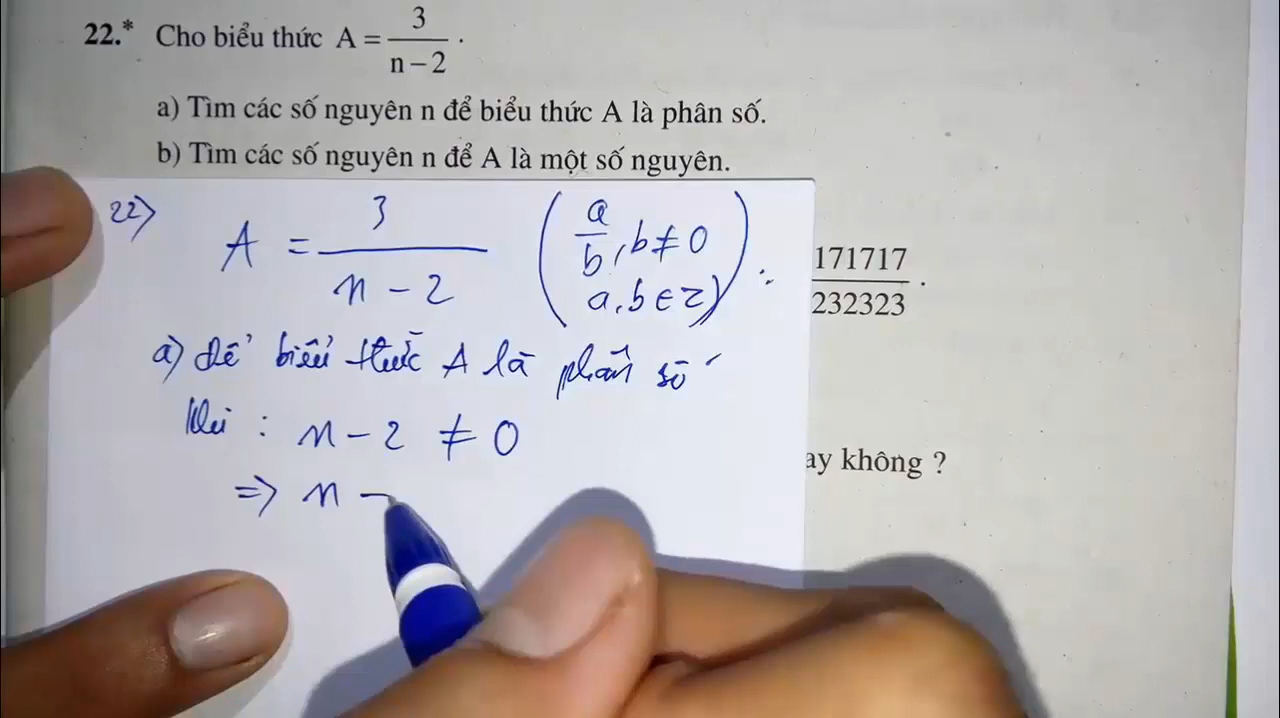 22.* Cho biểu thức A = 3/(n – 2) .
a) Tìm các số nguyên n để biểu thức A là phân số.
b) Tìm các số nguyên n để A là một số nguyên.
22) A = 3/(n – 2) (a/b, b ≠ 0
a, b ∈ Z) :
171717/232323 .
a) để biểu thức A là phân số
khi : n – 2 ≠ 0
ay không ?
=> n –